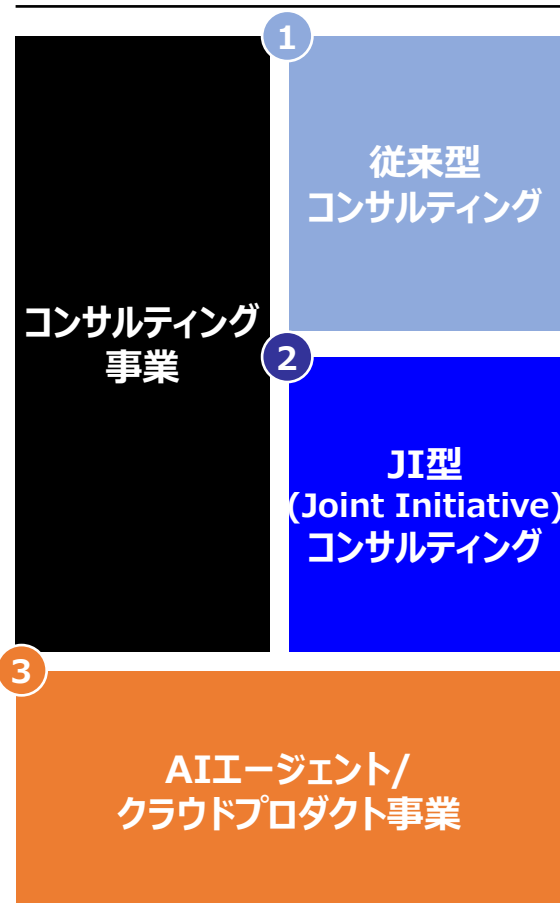 1
従来型
コンサルティング
コンサルティング
事業
2
JI型
(Joint Initiative)
コンサルティング
3
AIエージェント/
クラウドプロダクト事業